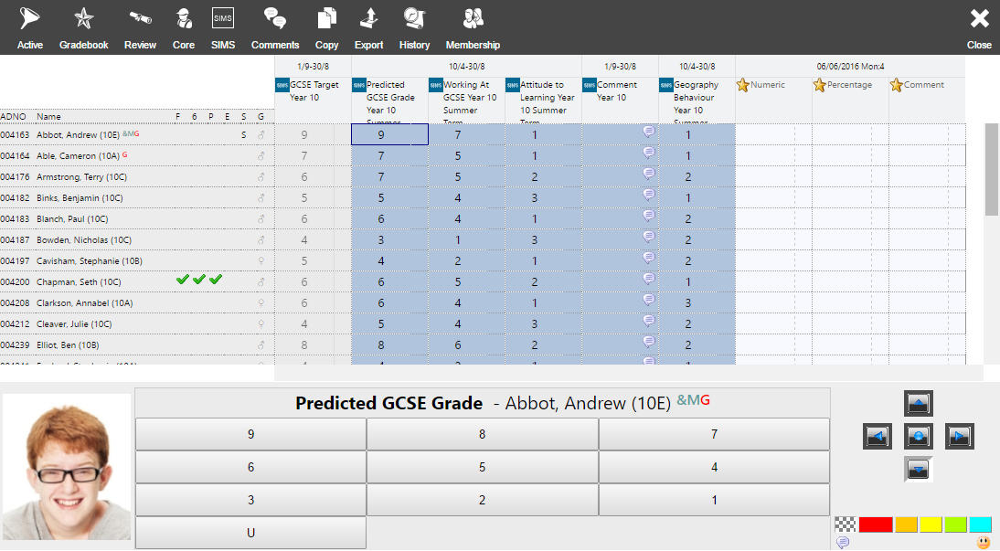 SIMS
Active Gradebook Review Core SIMS Comments Copy Export History Membership Close
1/9-30/8 10/4-30/8 1/9-30/8 10/4-30/8 06/06/2016 Mon:4
SIMS GCSE Target SIMS Predicted SIMS Working At SIMS Attitude to SIMS Comment SIMS Geography Numeric Percentage Comment
Year 10 GCSE Grade GCSE Year 10 Learning Year Year 10 Behaviour
Year 10 Summer 10 Summer Year 10
Summer Term Term Summer
ADNO Name F 6 P E S G
004163 Abbot, Andrew (10E) &MG S ♂ 9 9 7 1 1
004164 Able, Cameron (10A) G ♂ 7 7 5 1 1
004176 Armstrong, Terry (10C) ♂ 6 7 5 2 2
004182 Binks, Benjamin (10C) ♂ 5 5 4 3 1
004183 Blanch, Paul (10C) ♂ 6 6 4 1 2
004187 Bowden, Nicholas (10C) ♂ 4 3 1 3 2
004197 Cavisham, Stephanie (10B) ♀ 5 4 2 1 2
004200 Chapman, Seth (10C) ♂ 6 6 5 2 1
004208 Clarkson, Annabel (10A) ♀ 6 6 4 1 3
004212 Cleaver, Julie (10C) ♀ 4 5 4 3 2
004239 Elliot, Ben (10B) ♂ 8 8 6 2 2
Predicted GCSE Grade - Abbot, Andrew (10E) &MG
9 8 7
6 5 4
3 2 1
U